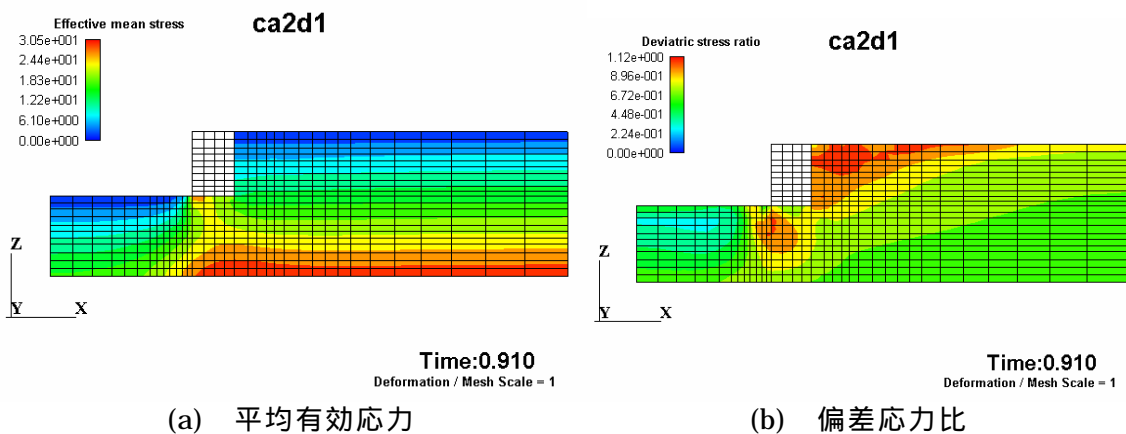 Effective mean stress
ca2d1
3.05e+001
2.44e+001
1.83e+001
1.22e+001
6.10e+000
0.00e+000
Z
Y X
Time:0.910
Deformation / Mesh Scale = 1
(a) 平均有効応力
Deviatric stress ratio
ca2d1
1.12e+000
8.96e-001
6.72e-001
4.48e-001
2.24e-001
0.00e+000
Z
Y X
Time:0.910
Deformation / Mesh Scale = 1
(b) 偏差応力比